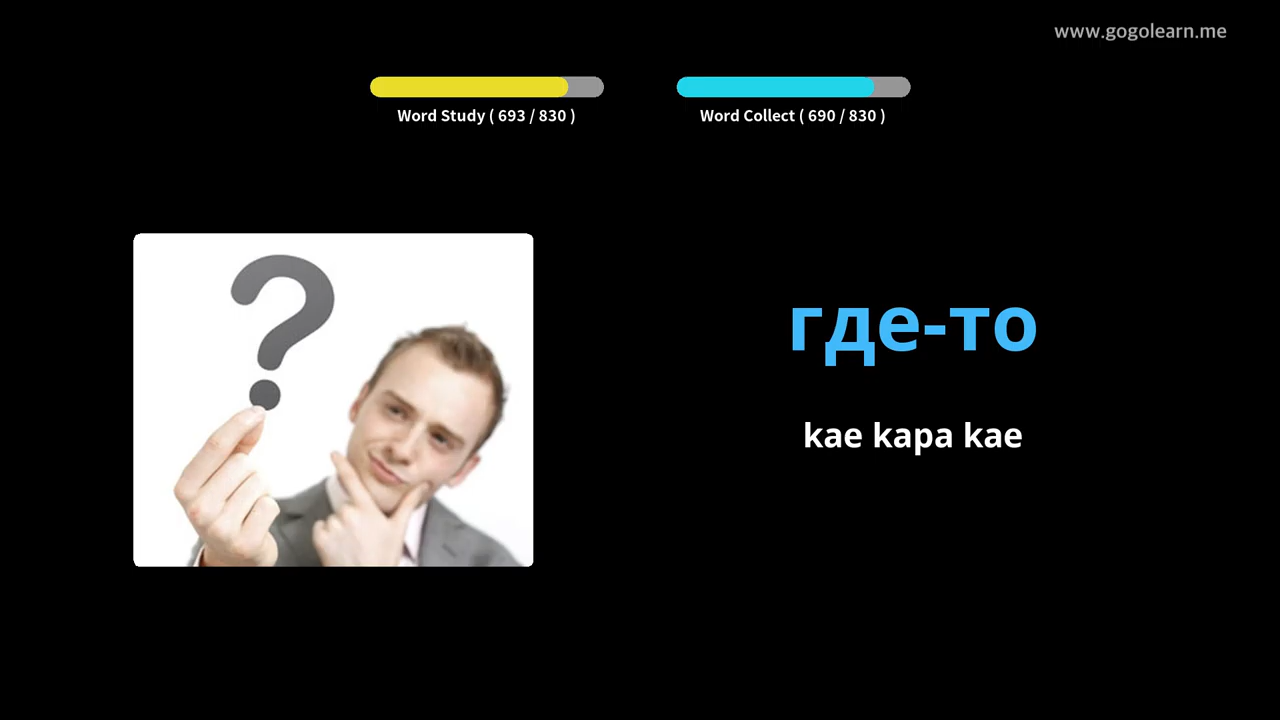 www.gogolearn.me
Word Study ( 693 / 830 )
Word Collect ( 690 / 830 )
где-то
kae kapa kae